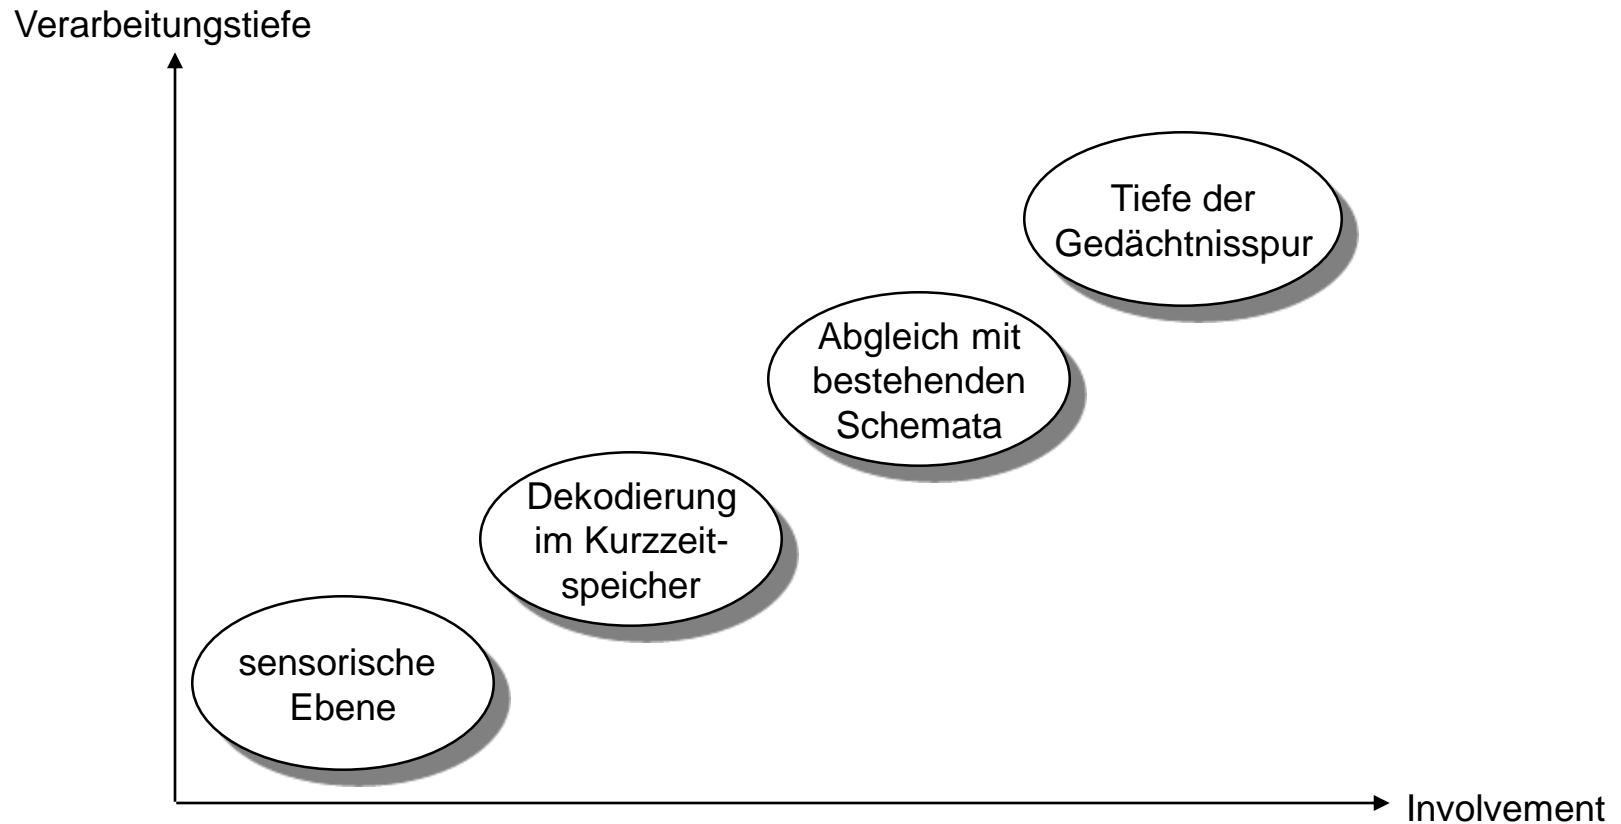 Verarbeitungstiefe
Tiefe der
Gedächtnisspur
Abgleich mit
bestehenden
Schemata
Dekodierung
im Kurzzeit-
speicher
sensorische
Ebene
Involvement